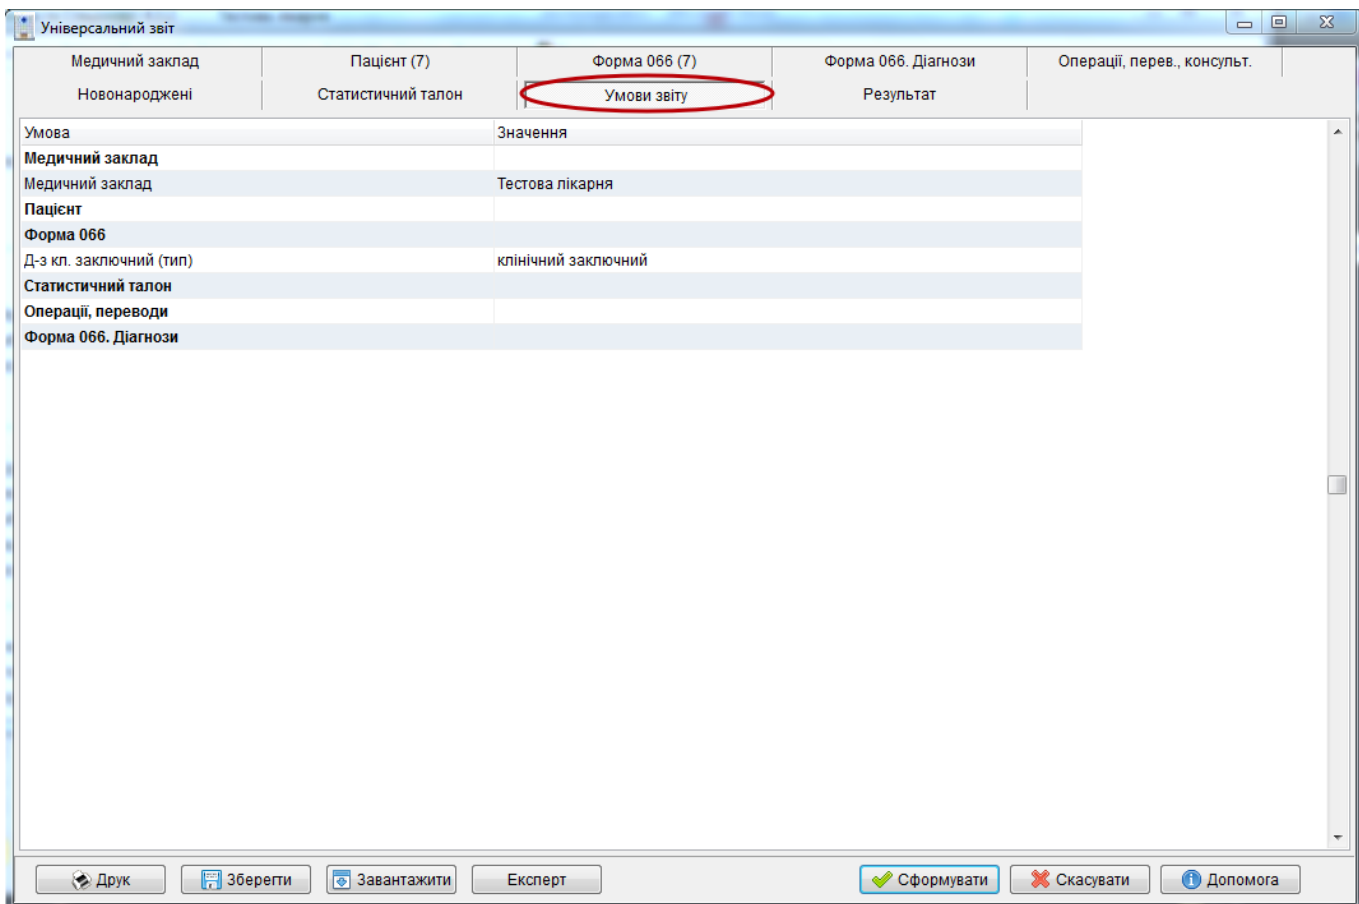 Універсальний звіт
Медичний заклад Пацієнт (7) Форма 066 (7) Форма 066. Діагнози Операції, перев., консульт.
Новонароджені Статистичний талон Умови звіту Результат
Умова Значення
Медичний заклад
Медичний заклад Тестова лікарня
Пацієнт
Форма 066
Д-з кл. заключний (тип) клінічний заключний
Статистичний талон
Операції, переводи
Форма 066. Діагнози
Друк Зберегти Завантажити Експерт Сформувати Скасувати Допомога